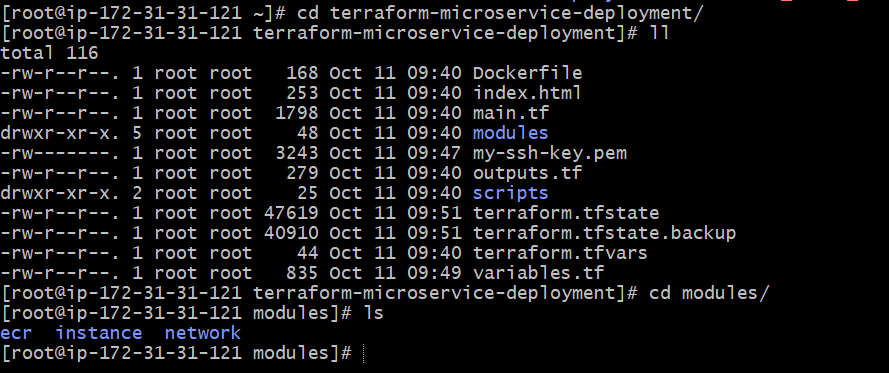 [root@ip-172-31-31-121 ~]# cd terraform-microservice-deployment/
[root@ip-172-31-31-121 terraform-microservice-deployment]# ll
total 116
-rw-r--r--. 1 root root   168 Oct 11 09:40 Dockerfile
-rw-r--r--. 1 root root   253 Oct 11 09:40 index.html
-rw-r--r--. 1 root root  1798 Oct 11 09:40 main.tf
drwxr-xr-x. 5 root root    48 Oct 11 09:40 modules
-rw-------. 1 root root  3243 Oct 11 09:47 my-ssh-key.pem
-rw-r--r--. 1 root root   279 Oct 11 09:40 outputs.tf
drwxr-xr-x. 2 root root    25 Oct 11 09:40 scripts
-rw-r--r--. 1 root root 47619 Oct 11 09:51 terraform.tfstate
-rw-r--r--. 1 root root 40910 Oct 11 09:51 terraform.tfstate.backup
-rw-r--r--. 1 root root    44 Oct 11 09:40 terraform.tfvars
-rw-r--r--. 1 root root   835 Oct 11 09:49 variables.tf
[root@ip-172-31-31-121 terraform-microservice-deployment]# cd modules/
[root@ip-172-31-31-121 modules]# ls
ecr  instance  network
[root@ip-172-31-31-121 modules]#